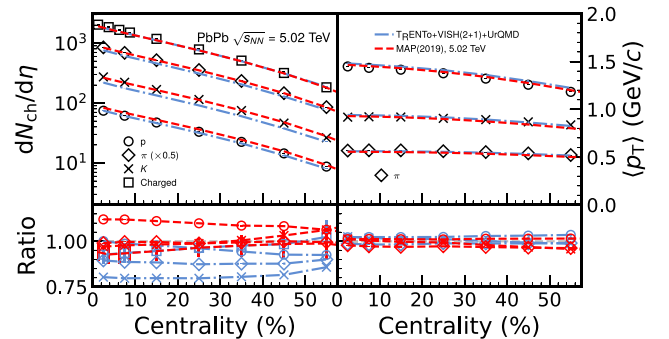 PbPb √sNN = 5.02 TeV
TRENTo+VISH(2+1)+UrQMD
MAP(2019), 5.02 TeV
dNch/dη
10³
10²
10¹
p
π (×0.5)
K
Charged
π
2.0
1.5
1.0
0.5
0.0
⟨pT⟩ (GeV/c)
Ratio
1.00
0.75
0 10 20 30 40 50
10 20 30 40 50
Centrality (%)
Centrality (%)